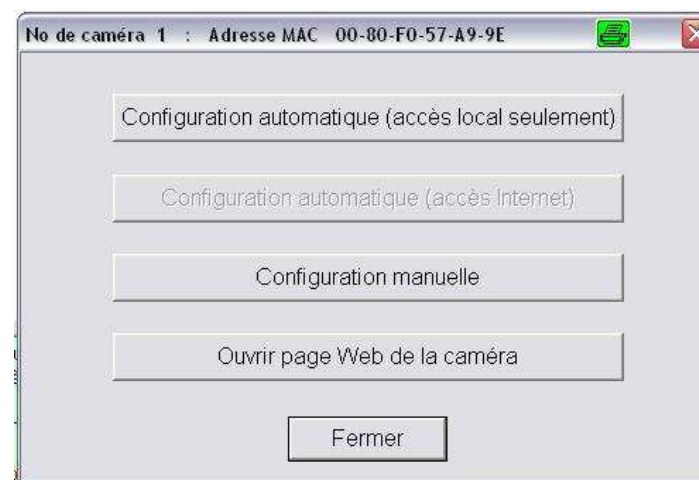 No de caméra 1 : Adresse MAC 00-80-F0-57-A9-9E
Configuration automatique (accès local seulement)
Configuration automatique (accès Internet)
Configuration manuelle
Ouvrir page Web de la caméra
Fermer